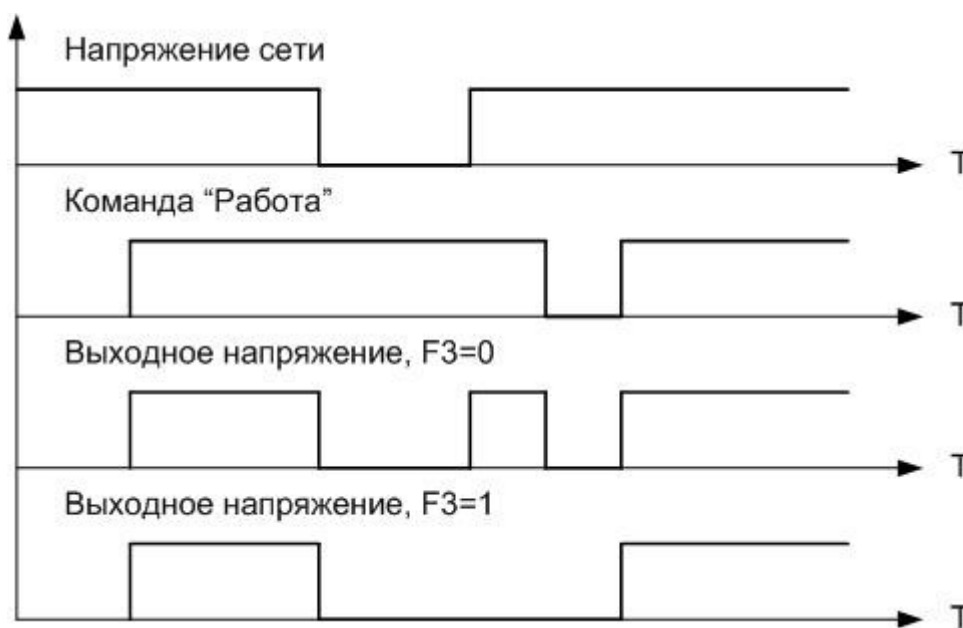 Напряжение сети
T
Команда “Работа”
T
Выходное напряжение, F3=0
T
Выходное напряжение, F3=1
T